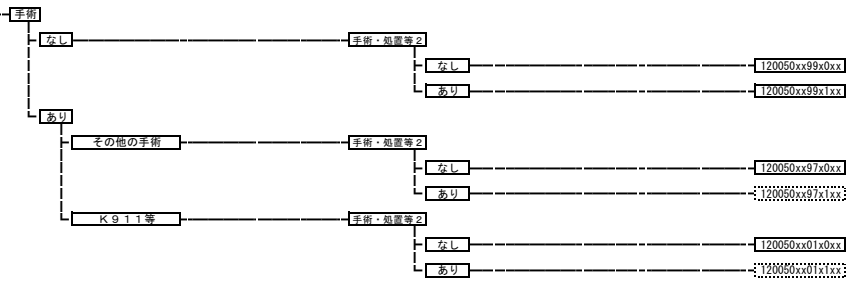 手術
なし 手術・処置等2
なし 120050xx99x0xx
あり 120050xx99x1xx
あり
その他の手術 手術・処置等2
なし 120050xx97x0xx
あり 120050xx97x1xx
K911等 手術・処置等2
なし 120050xx01x0xx
あり 120050xx01x1xx